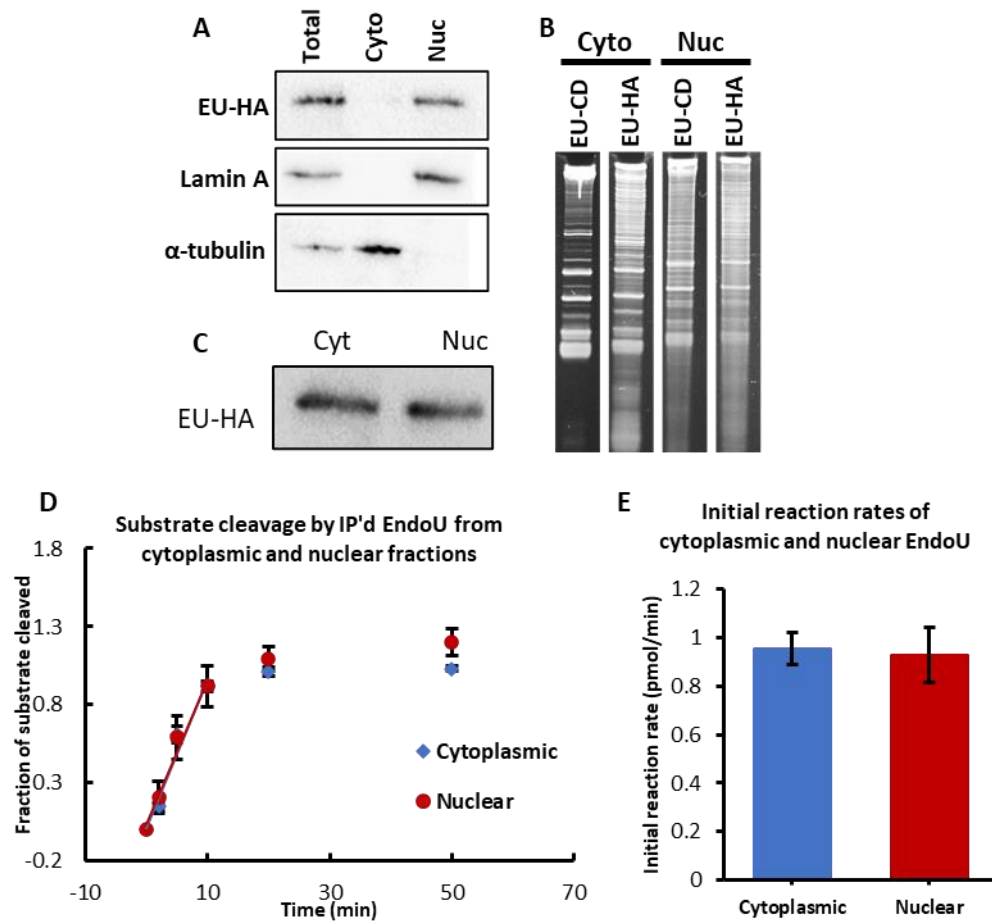 A
Total
Cyto
Nuc
EU-HA
Lamin A
α-tubulin
B
Cyto
Nuc
EU-CD
EU-HA
EU-CD
EU-HA
C
Cyt
Nuc
EU-HA
D
Substrate cleavage by IP'd EndoU from
cytoplasmic and nuclear fractions
Fraction of substrate cleaved
1.8
1.3
0.8
0.3
-0.2
-10
10
30
50
70
Time (min)
Cytoplasmic
Nuclear
E
Initial reaction rates of
cytoplasmic and nuclear EndoU
Initial reaction rate (pmol/min)
1.2
1
0.8
0.6
0.4
0.2
0
Cytoplasmic
Nuclear